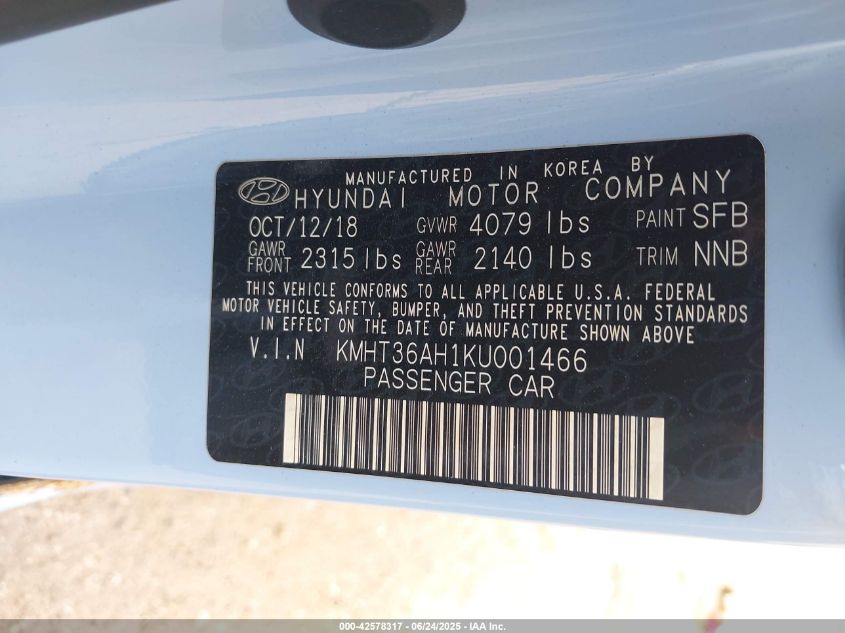 MANUFACTURED IN KOREA BY
HYUNDAI MOTOR COMPANY
OCT/12/18 GVWR 4079 lbs PAINT SFB
GAWR FRONT 2315 lbs GAWR REAR 2140 lbs TRIM NNB
THIS VEHICLE CONFORMS TO ALL APPLICABLE U.S.A. FEDERAL
MOTOR VEHICLE SAFETY, BUMPER, AND THEFT PREVENTION STANDARDS
IN EFFECT ON THE DATE OF MANUFACTURE SHOWN ABOVE
V.I.N KMHT36AH1KU001466
PASSENGER CAR
000-42578317 - 06/24/2025 - IAA Inc.